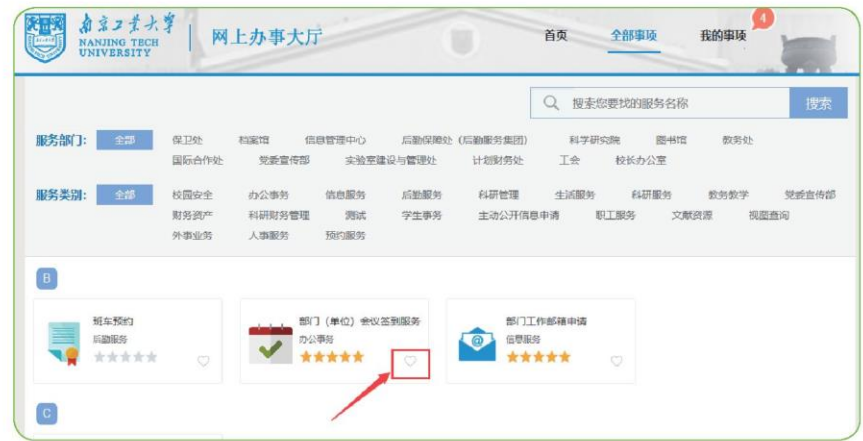 南京工业大学
NANJING TECH
UNIVERSITY
网上办事大厅
首页 全部事项 我的事项 4
搜索您要找的服务名称 搜索
服务部门: 全部 保卫处 档案馆 信息管理中心 后勤保障处(后勤服务集团) 科学研究院 图书馆 教务处
国际合作处 党委宣传部 实验室建设与管理处 计划财务处 工会 校长办公室
服务类别: 全部 校园安全 办公事务 信息服务 后勤服务 科研管理 生活服务 科研服务 教务教学 党委宣传部
财务资产 科研财务管理 测试 学生事务 主动公开信息申请 职工服务 文献资源 视图查询
外事业务 人事服务 预约服务
B
班车预约
后勤服务
部门(单位)会议签到服务
办公事务
部门工作邮箱申请
信息服务
C